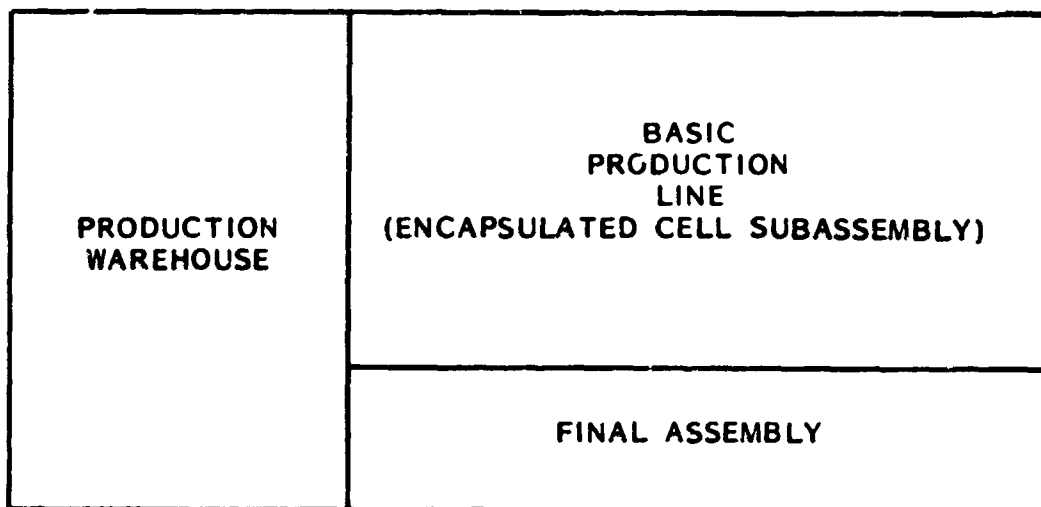 PRODUCTION
WAREHOUSE
BASIC
PRODUCTION
LINE
(ENCAPSULATED CELL SUBASSEMBLY)
FINAL ASSEMBLY